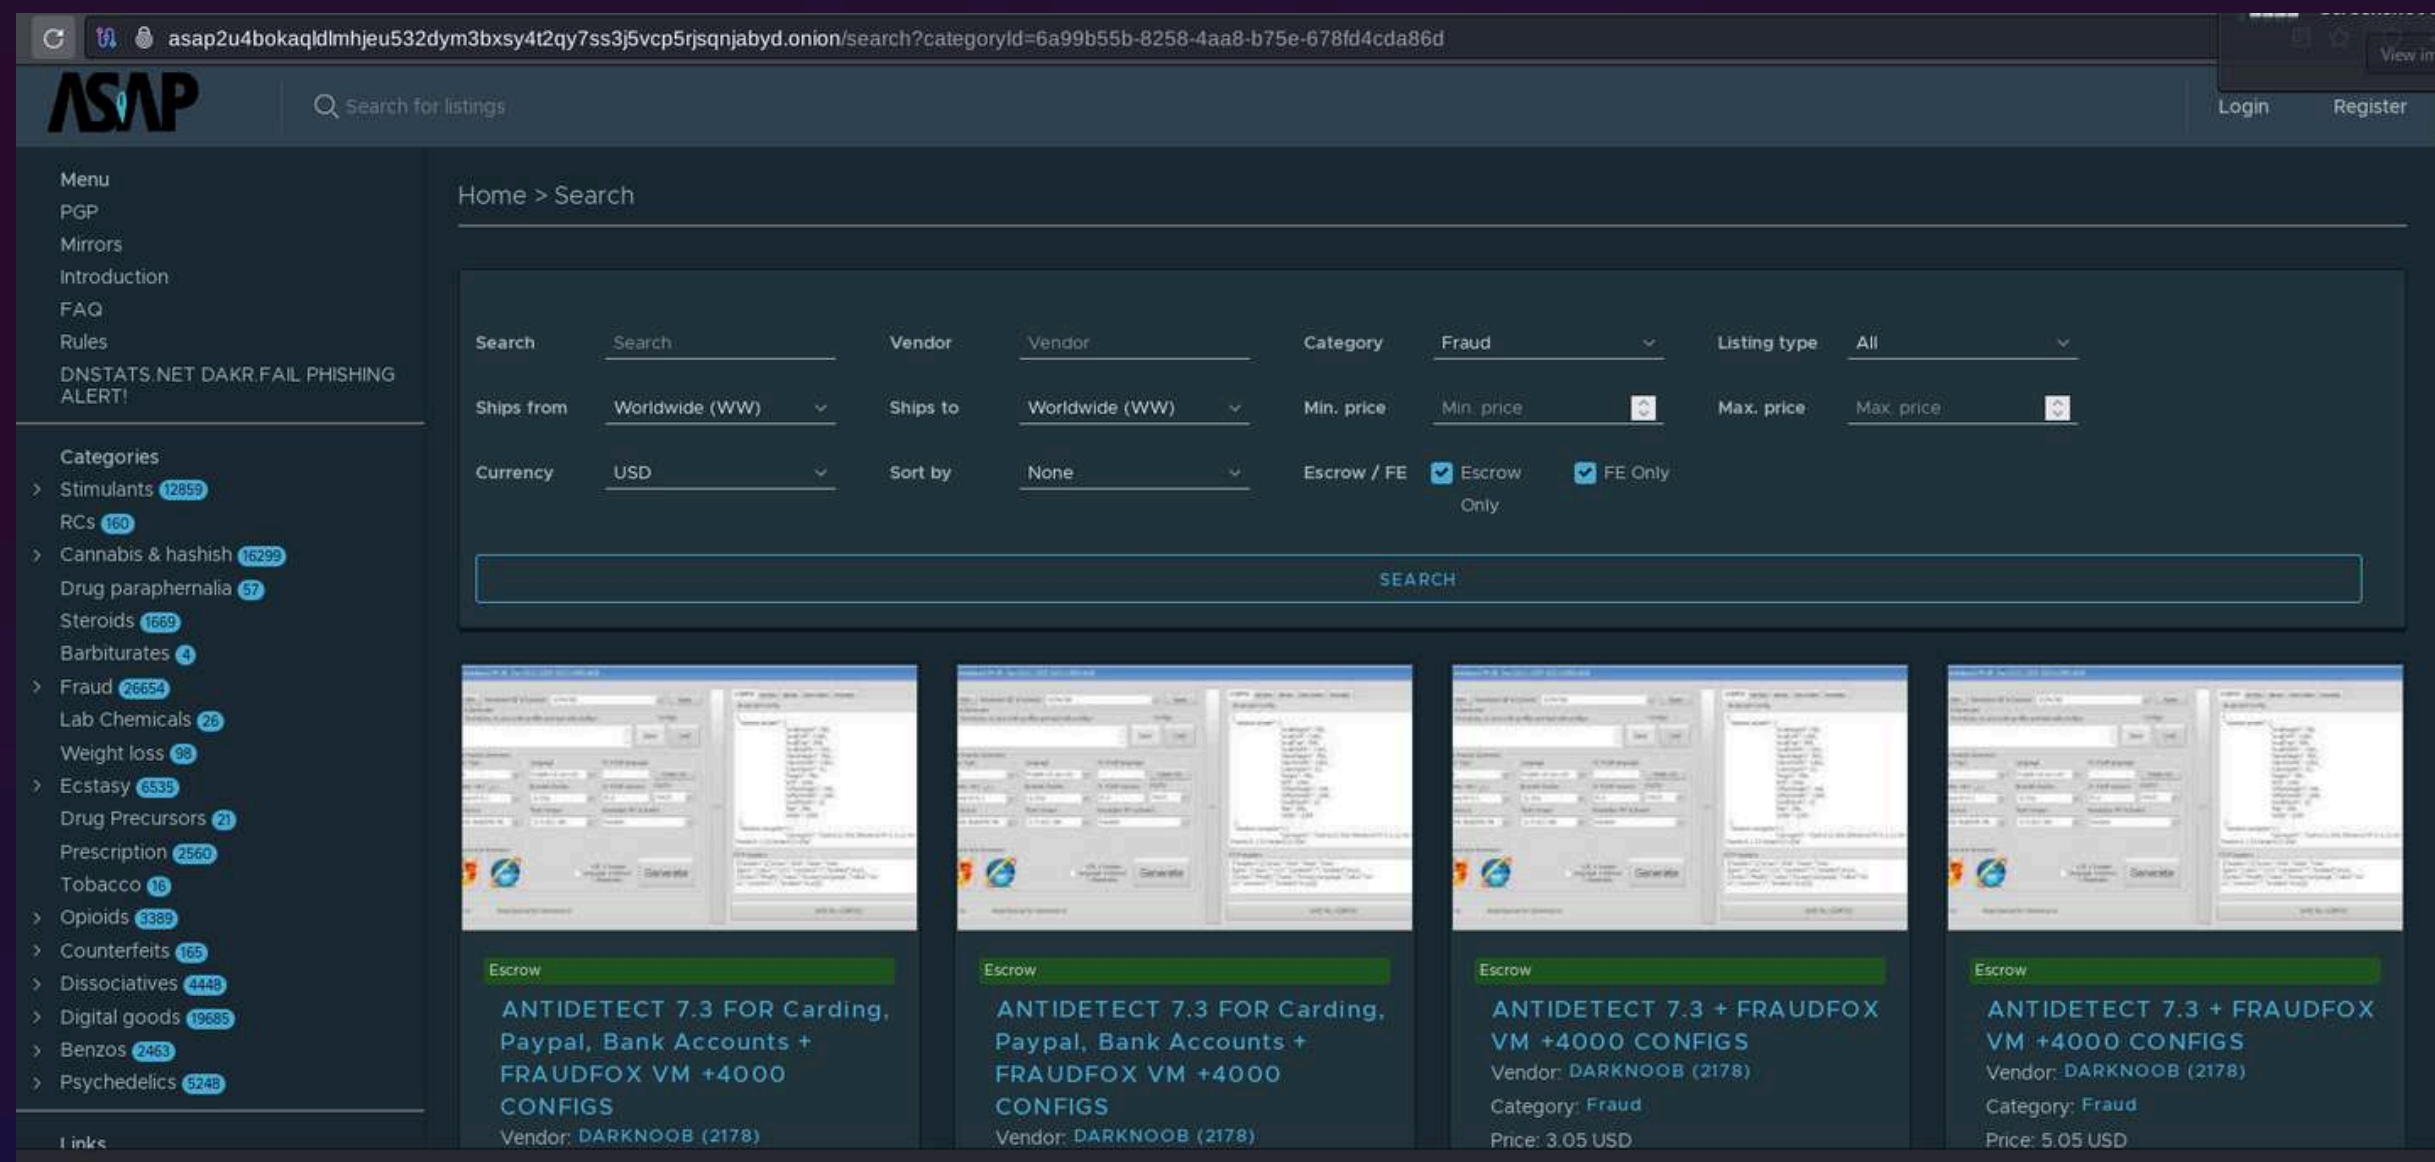 asap2u4bokaqldlmhjeu532dym3bxsy4t2qy7ss3j5vcp5rjsqnjabyd.onion/search?categoryId=6a99b55b-8258-4aa8-b75e-678fd4cda86d
View in
ASAP
Search for listings
Login
Register
Menu
PGP
Mirrors
Introduction
FAQ
Rules
DNSTATS.NET DAKR.FAIL PHISHING
ALERT!
Categories
Stimulants 12859
RCs 160
Cannabis & hashish 16299
Drug paraphernalia 57
Steroids 1669
Barbiturates 4
Fraud 26654
Lab Chemicals 26
Weight loss 98
Ecstasy 6535
Drug Precursors 21
Prescription 2560
Tobacco 16
Opioids 3389
Counterfeits 165
Dissociatives 4448
Digital goods 19685
Benzos 2463
Psychedelics 5248
Links
Home > Search
Search Search Vendor Vendor Category Fraud Listing type All
Ships from Worldwide (WW) Ships to Worldwide (WW) Min. price Min. price Max. price Max. price
Currency USD Sort by None Escrow / FE Escrow FE Only
Only
SEARCH
Generate
Generate
Generate
Generate
Escrow
ANTIDETECT 7.3 FOR Carding,
Paypal, Bank Accounts +
FRAUDFOX VM +4000
CONFIGS
Vendor: DARKNOOB (2178)
Escrow
ANTIDETECT 7.3 FOR Carding,
Paypal, Bank Accounts +
FRAUDFOX VM +4000
CONFIGS
Vendor: DARKNOOB (2178)
Escrow
ANTIDETECT 7.3 + FRAUDFOX
VM +4000 CONFIGS
Vendor: DARKNOOB (2178)
Category: Fraud
Price: 3.05 USD
Escrow
ANTIDETECT 7.3 + FRAUDFOX
VM +4000 CONFIGS
Vendor: DARKNOOB (2178)
Category: Fraud
Price: 5.05 USD